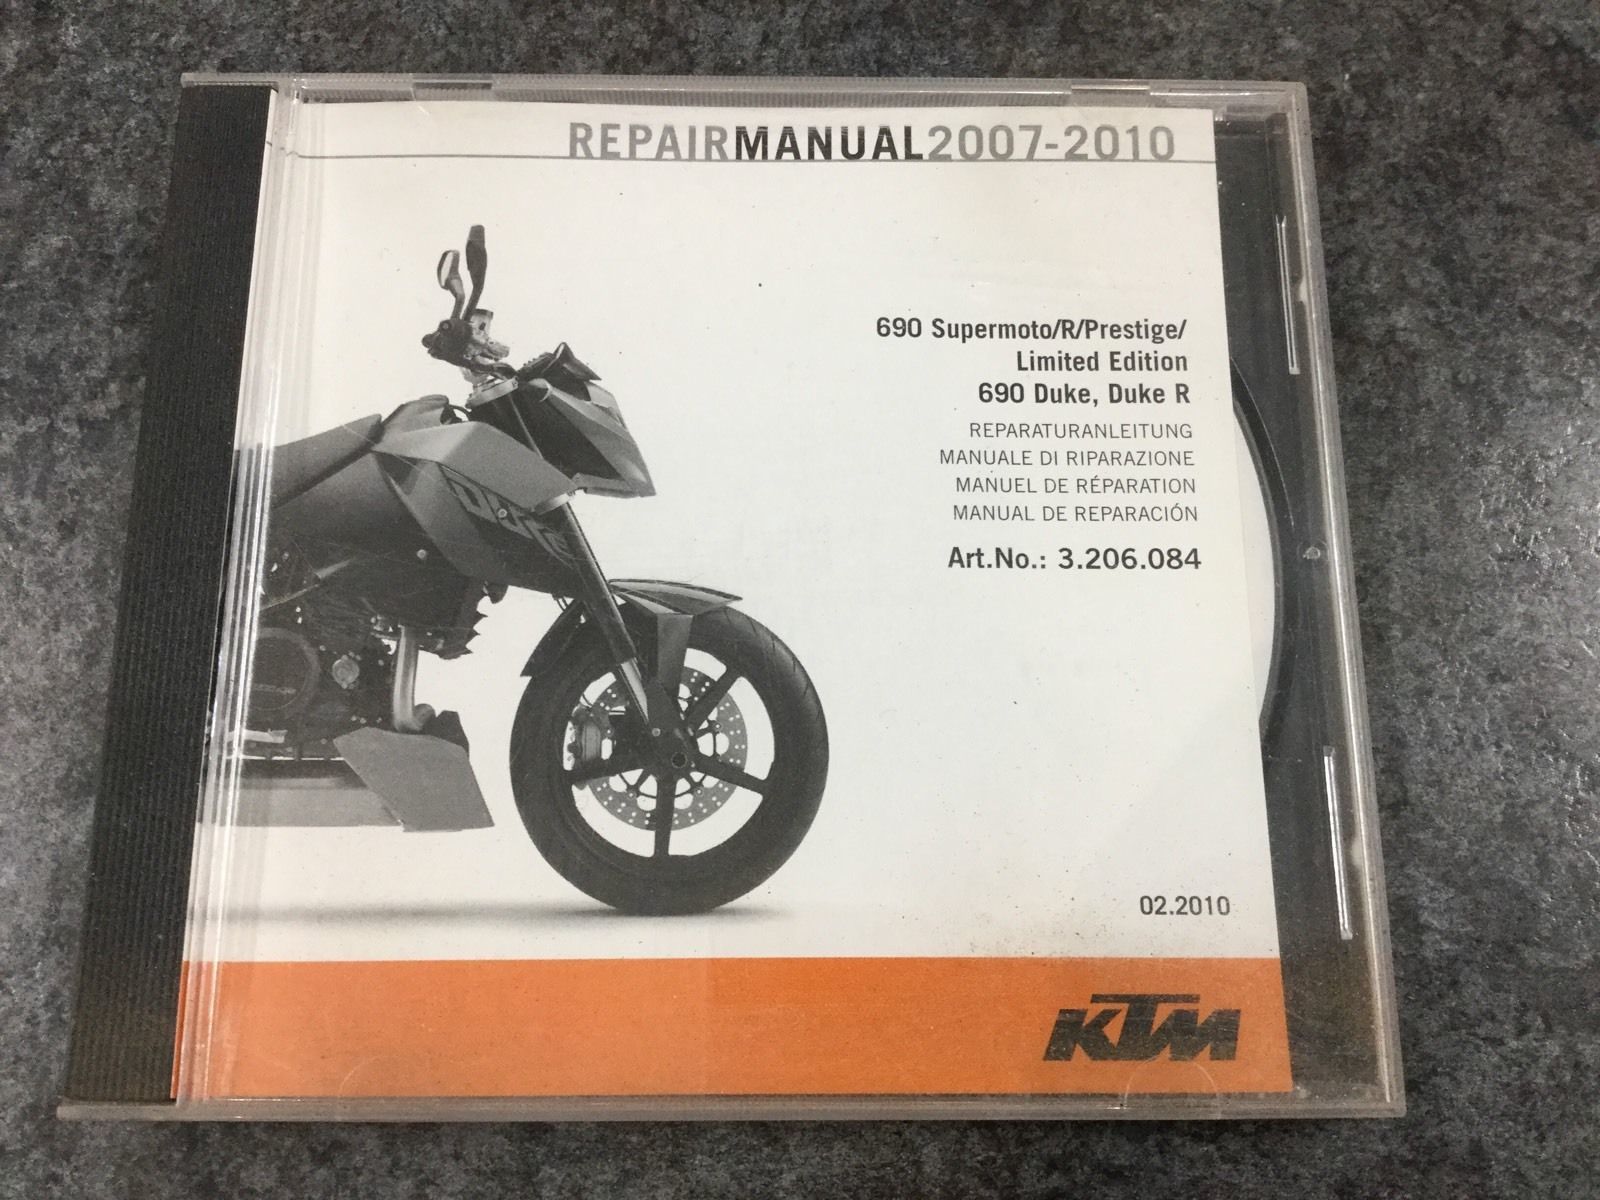 REPAIRMANUAL2007-2010
690 Supermoto/R/Prestige/
Limited Edition
690 Duke, Duke R
REPARATURANLEITUNG
MANUALE DI RIPARAZIONE
MANUEL DE RÉPARATION
MANUAL DE REPARACIÓN
Art.No.: 3.206.084
Duke
02.2010
KTM